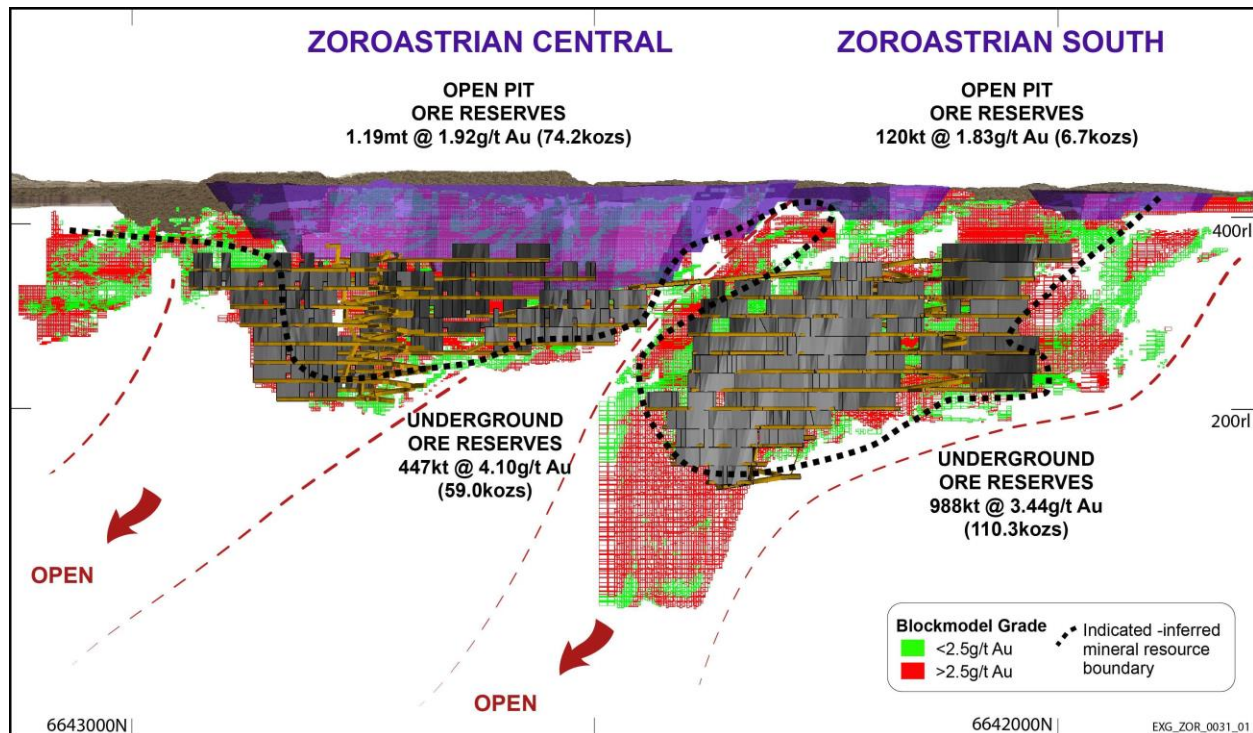 ZOROASTRIAN CENTRAL
ZOROASTRIAN SOUTH
OPEN PIT
ORE RESERVES
1.19mt @ 1.92g/t Au (74.2kozs)
OPEN PIT
ORE RESERVES
120kt @ 1.83g/t Au (6.7kozs)
400rl
200rl
UNDERGROUND
ORE RESERVES
447kt @ 4.10g/t Au
(59.0kozs)
UNDERGROUND
ORE RESERVES
988kt @ 3.44g/t Au
(110.3kozs)
OPEN
OPEN
Blockmodel Grade
<2.5g/t Au
>2.5g/t Au
Indicated -inferred
mineral resource
boundary
6643000N
6642000N
EXG_ZOR_0031_01